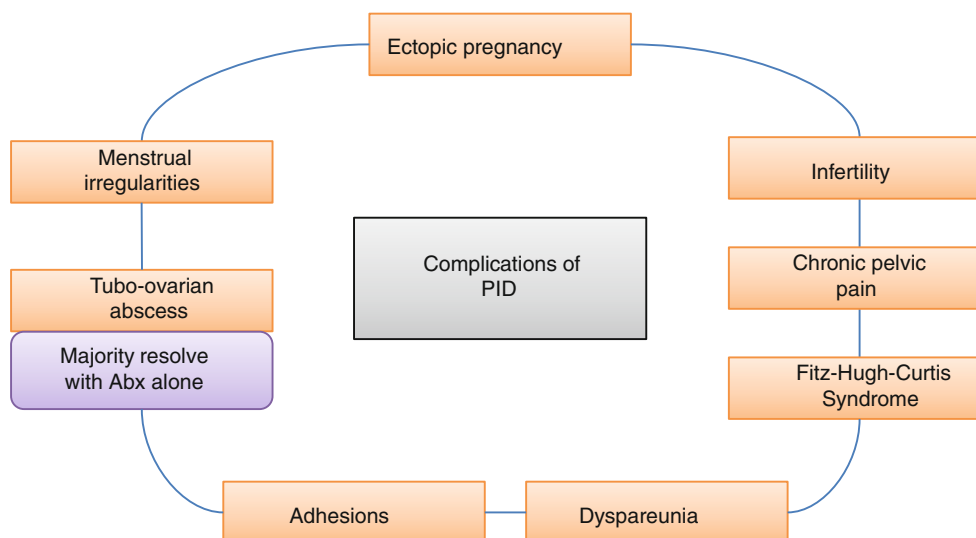 Ectopic pregnancy
Menstrual
irregularities
Infertility
Complications of
PID
Tubo-ovarian
abscess
Majority resolve
with Abx alone
Chronic pelvic
pain
Fitz-Hugh-Curtis
Syndrome
Adhesions
Dyspareunia